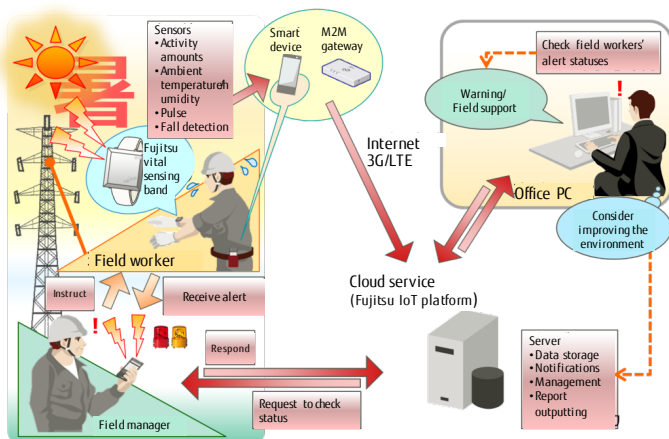 Sensors
•Activity
amounts
•Ambient
temperature/h
umidity
•Pulse
•Fall detection
Smart
device
M2M
gateway
Check field workers'
alert statuses
!
Warning/
Field support
暑
Fujitsu
vital
sensing
band
Internet
3G/LTE
Office PC
Consider
improving the
environment
Field worker
Instruct
Receive alert
Cloud service
(Fujitsu IoT platform)
!
Respond
Request to check
status
Field manager
Server
•Data storage
•Notifications
•Management
•Report
outputting